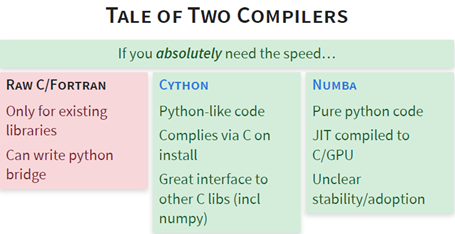 Tale of Two Compilers
If you absolutely need the speed...
Raw C/Fortran
Only for existing
libraries
Can write python
bridge
Cython
Python-like code
Complies via C on
install
Great interface to
other C libs (incl
numpy)
Numba
Pure python code
JIT compiled to
C/GPU
Unclear
stability/adoption